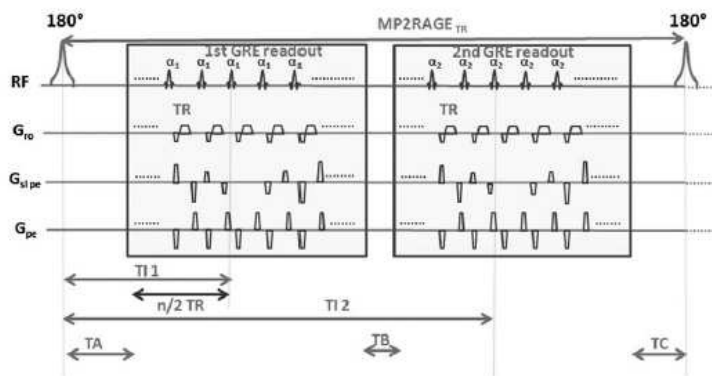 180° MP2RAGE TR 180°
1st GRE readout 2nd GRE readout
α1 α1 α1 α1 α1 α2 α2 α2 α2 α2
RF
TR TR
Gro
Gsl pe
Gpe
TI 1
n/2 TR TI 2
TA TB TC